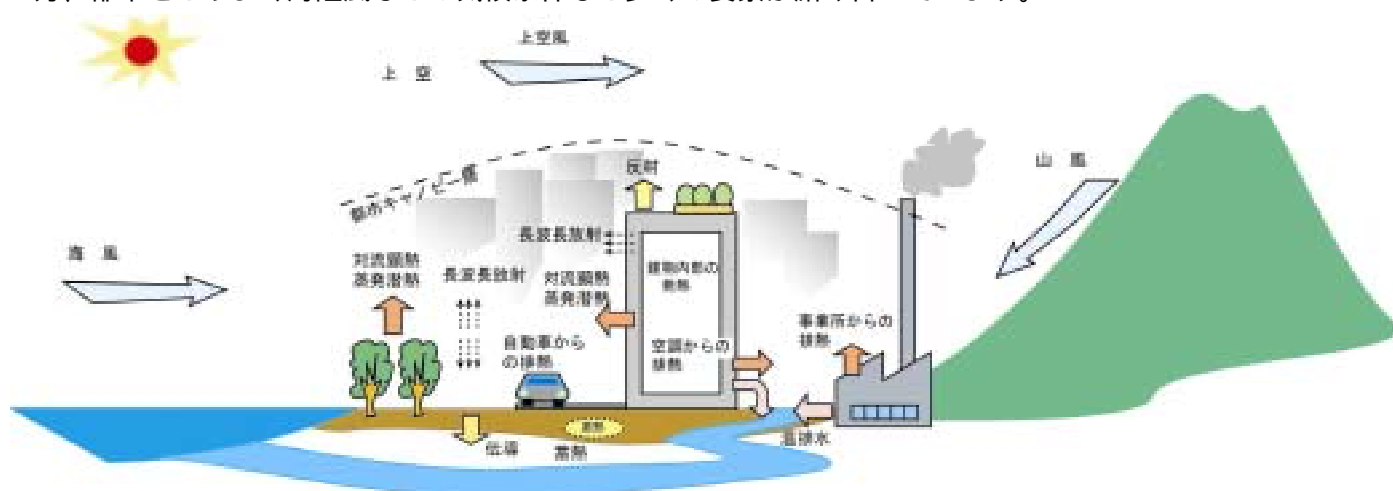 上空風
上 空
山 風
反射
都市キャノピー層
長波長放射
海 風
対流顕熱
蒸発潜熱
長波長放射
対流顕熱
蒸発潜熱
建物内部の
事業所からの
排熱
自動車から
の排熱
空調からの
排熱
温排水
伝導
蓄熱